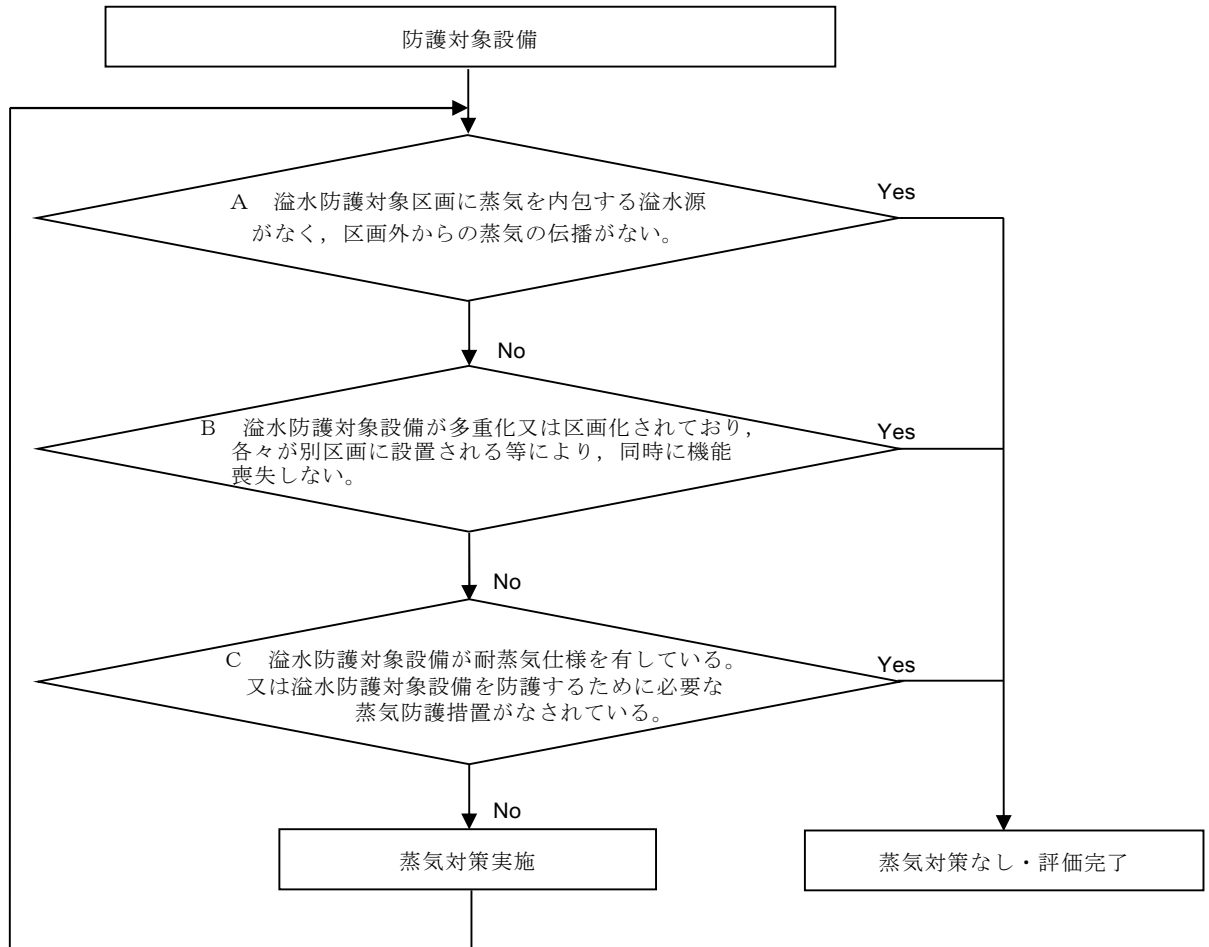 防護対象設備
A　溢水防護対象区画に蒸気を内包する溢水源
がなく，区画外からの蒸気の伝播がない。
Yes
No
B　溢水防護対象設備が多重化又は区画化されており，
各々が別区画に設置される等により，同時に機能
喪失しない。
Yes
No
C　溢水防護対象設備が耐蒸気仕様を有している。
又は溢水防護対象設備を防護するために必要な
蒸気防護措置がなされている。
Yes
No
蒸気対策実施
蒸気対策なし・評価完了